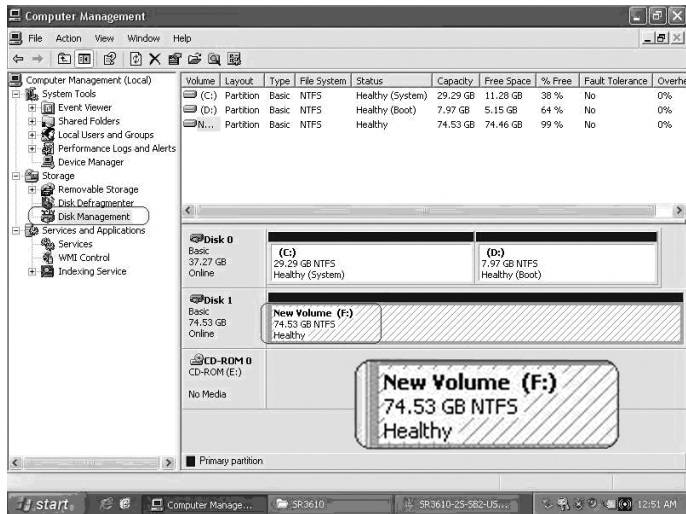 Computer Management
File Action View Window Help
Computer Management (Local)
System Tools
Event Viewer
Shared Folders
Local Users and Groups
Performance Logs and Alerts
Device Manager
Storage
Removable Storage
Disk Defragmenter
Disk Management
Services and Applications
Services
WMI Control
Indexing Service
Volume Layout Type File System Status Capacity Free Space % Free Fault Tolerance Overhe
(C:) Partition Basic NTFS Healthy (System) 29.29 GB 11.28 GB 38 % No 0%
(D:) Partition Basic NTFS Healthy (Boot) 7.97 GB 5.15 GB 64 % No 0%
N... Partition Basic NTFS Healthy 74.53 GB 74.46 GB 99 % No 0%
Disk 0
Basic
37.27 GB
Online
(C:)
29.29 GB NTFS
Healthy (System)
(D:)
7.97 GB NTFS
Healthy (Boot)
Disk 1
Basic
74.53 GB
Online
New Volume (F:)
74.53 GB NTFS
Healthy
CD-ROM 0
CD-ROM (E:)
No Media
New Volume (F:)
74.53 GB NTFS
Healthy
Primary partition
start Computer Manage... SR3610 SR3610-2S-SB2-US... 12:51 AM